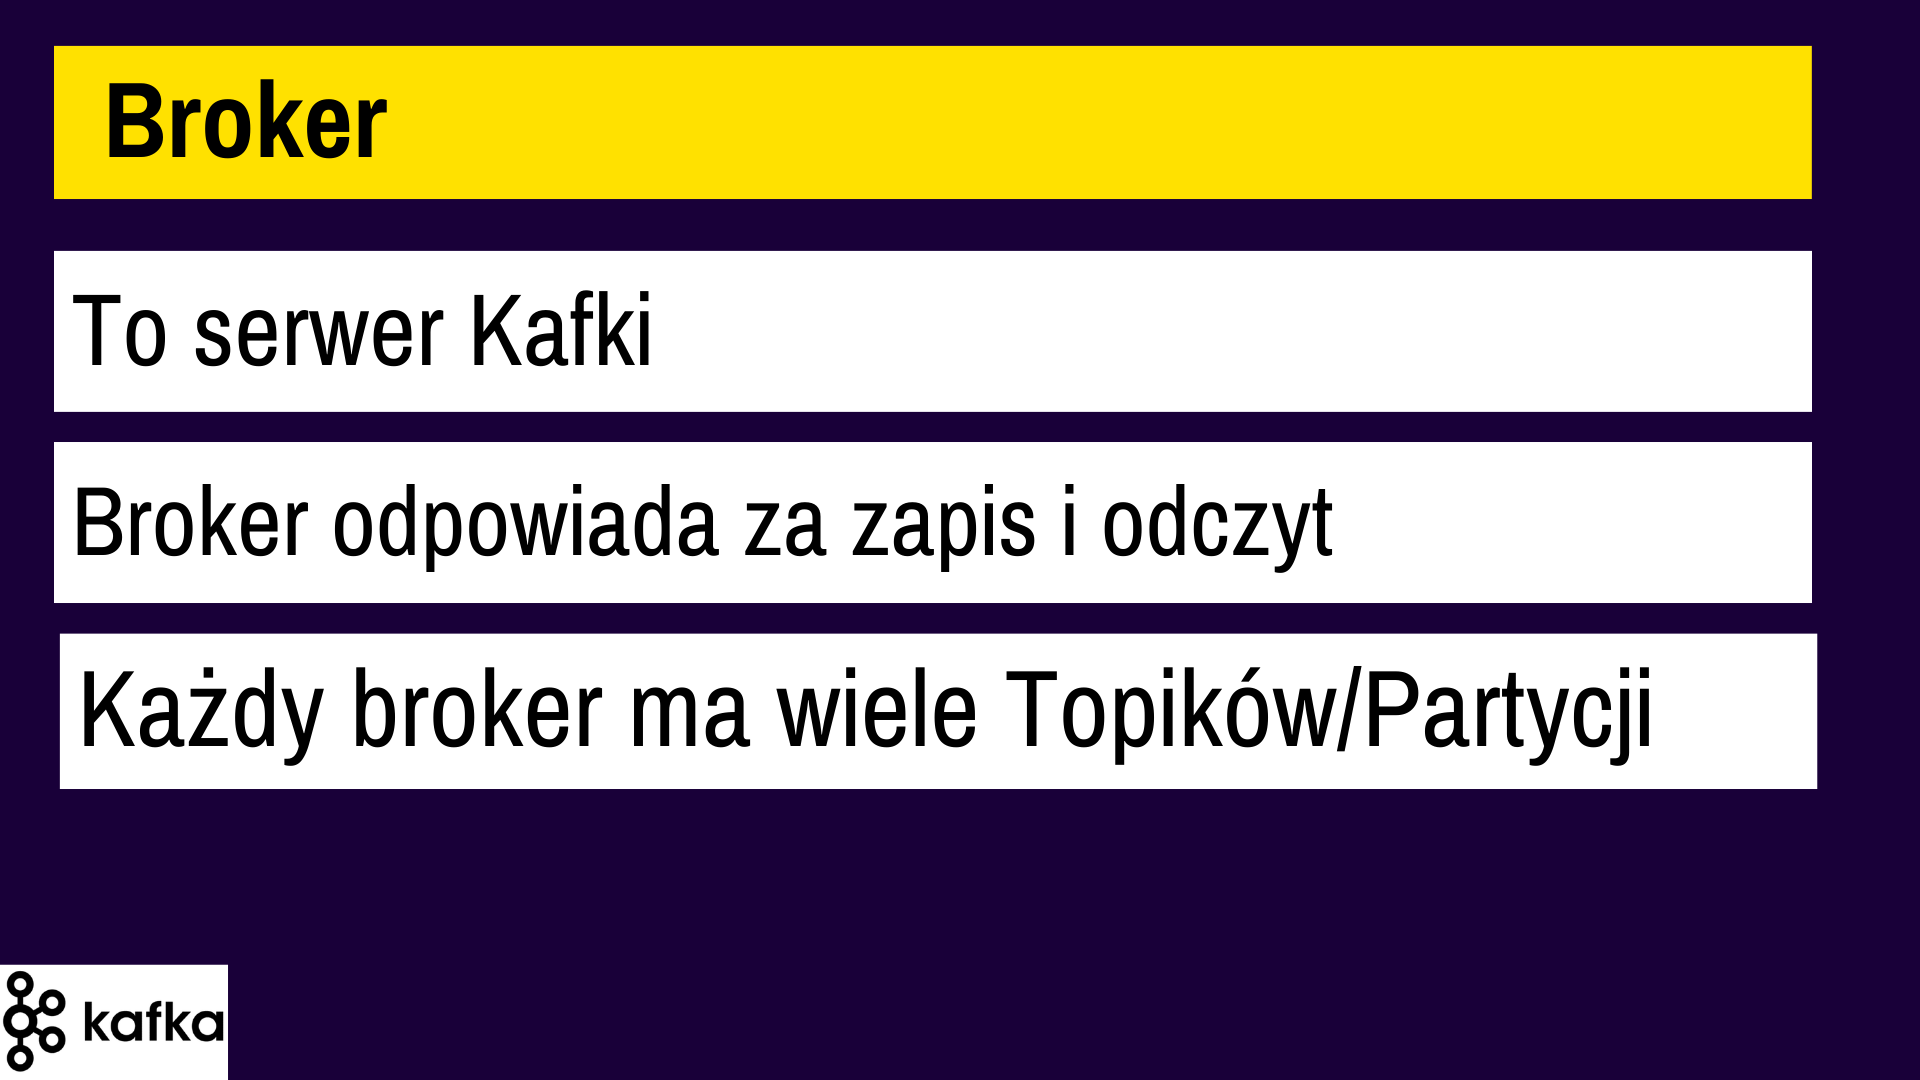 Broker
To serwer Kafki
Broker odpowiada za zapis i odczyt
Każdy broker ma wiele Topików/Partycji
kafka